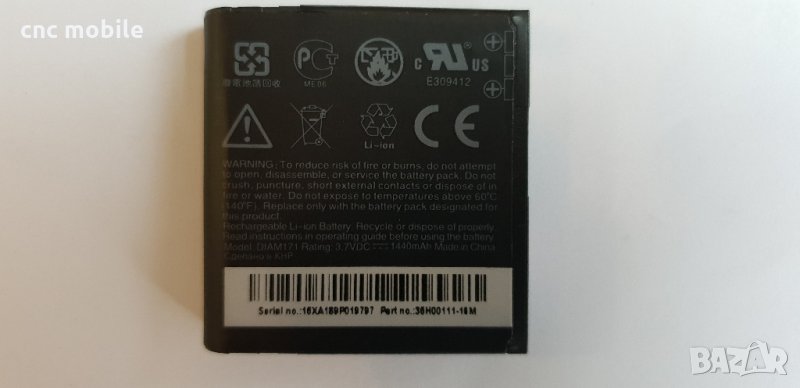 cnc mobile
廢電池請回收
PC
ME06
c RU US
E309412
Li-ion
CE
WARNING: To reduce risk of fire or burns, do not attempt
to open, disassemble, or service the battery pack. Do not
crush, puncture, short external contacts or dispose of in
fire or water. Do not expose to temperatures above 60°C
(140°F). Replace only with the battery pack designated for
this product.
Rechargeable Li-ion Battery. Recycle or dispose of properly.
Read instructions in operating guide before using the battery.
Model: DIAM171 Rating: 3.7VDC ⎓ 1440mAh Made in China
Сделано в КНР
Serial no.:16XA189P019797 Part no.:35H00111-16M
BAZAR